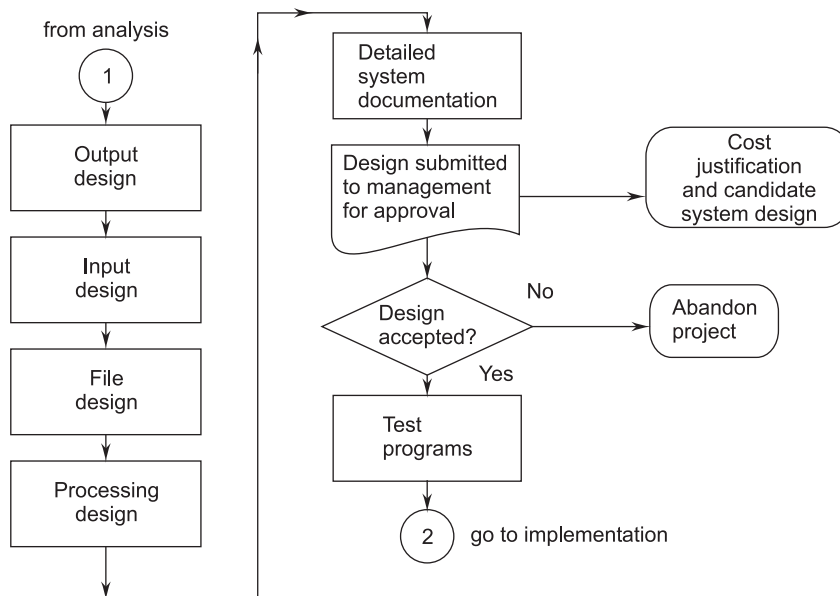 from analysis
1
Output
design
Input
design
File
design
Processing
design
Detailed
system
documentation
Design submitted
to management
for approval
Cost
justification
and candidate
system design
Design
accepted?
No
Abandon
project
Yes
Test
programs
2
go to implementation